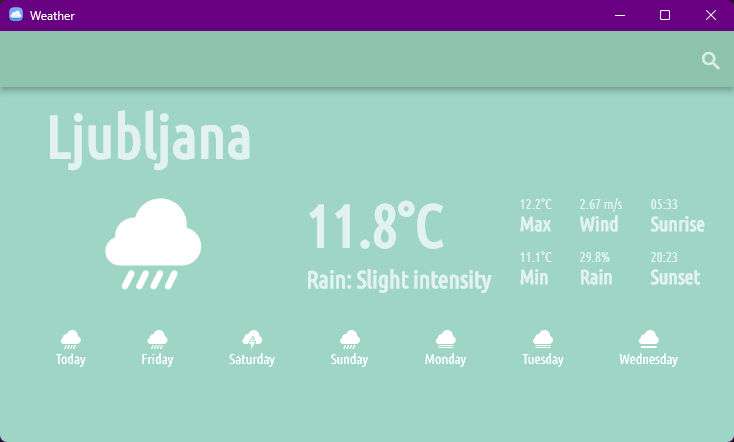 Weather
Ljubljana
11.8°C
Rain: Slight intensity
12.2°C 2.67 m/s 05:33
Max Wind Sunrise
11.1°C 29.8% 20:23
Min Rain Sunset
Today Friday Saturday Sunday Monday Tuesday Wednesday